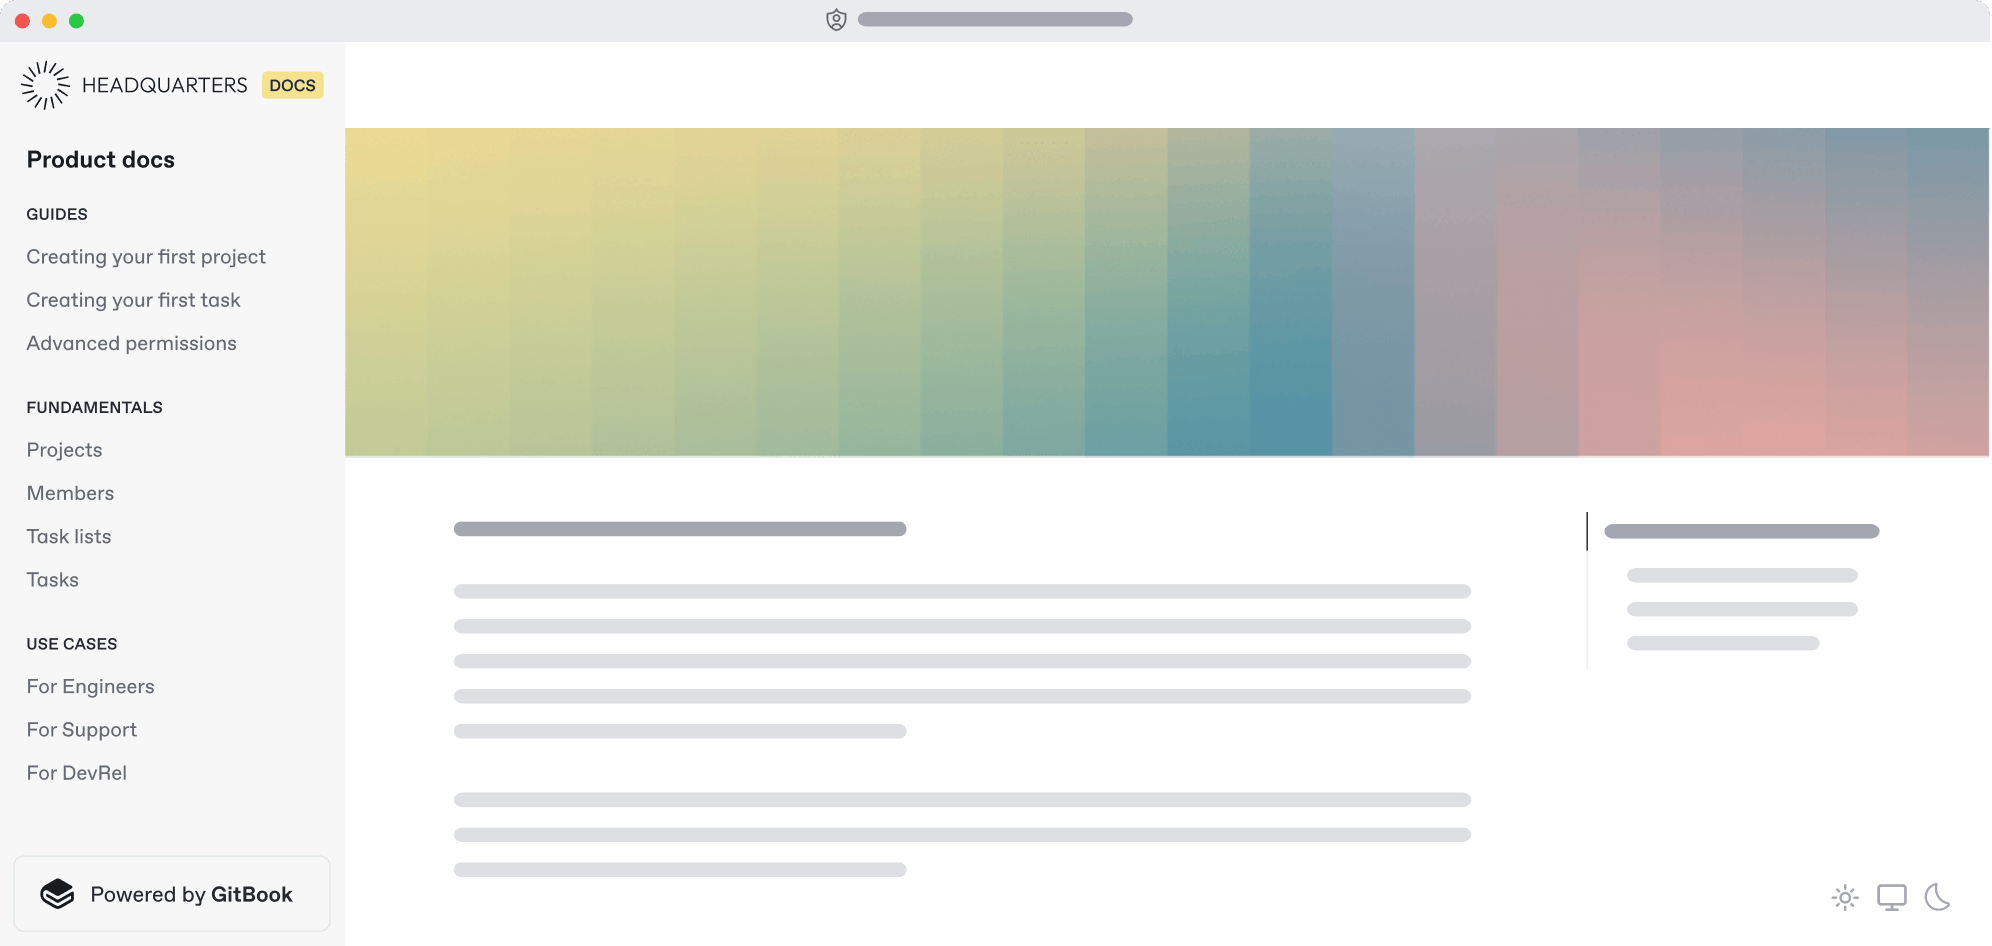 HEADQUARTERS DOCS
Product docs
GUIDES
Creating your first project
Creating your first task
Advanced permissions
FUNDAMENTALS
Projects
Members
Task lists
Tasks
USE CASES
For Engineers
For Support
For DevRel
Powered by GitBook